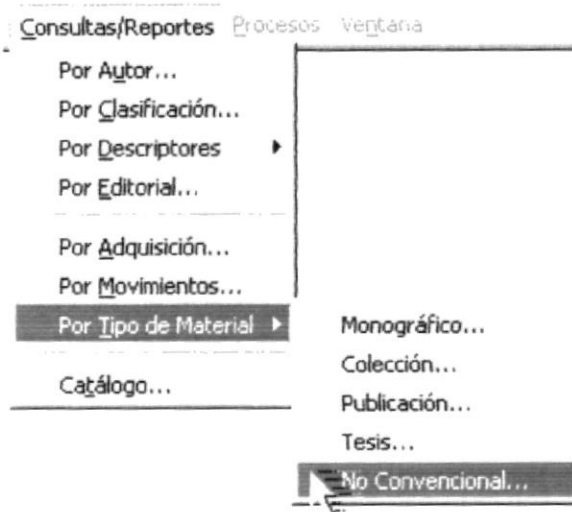 Consultas/Reportes Procesos Ventana
Por Autor...
Por Clasificación...
Por Descriptores
Por Editorial...
Por Adquisición...
Por Movimientos...
Por Tipo de Material
Catálogo...
Monográfico...
Colección...
Publicación...
Tesis...
No Convencional...